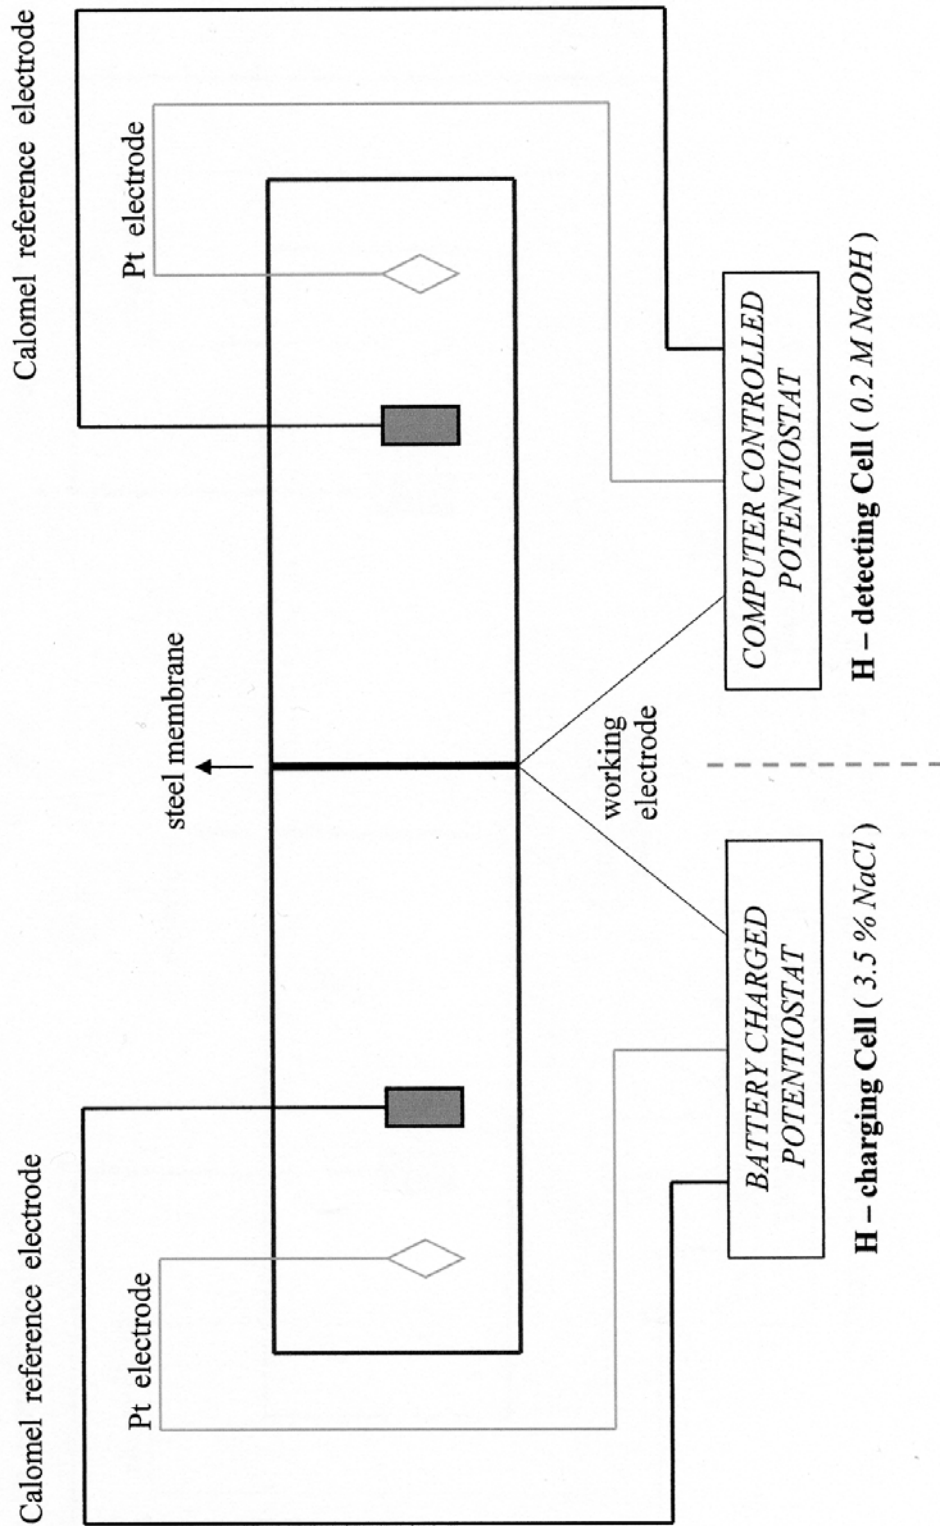 Calomel reference electrode
Calomel reference electrode
Pt electrode
Pt electrode
steel membrane
working
electrode
BATTERY CHARGED
POTENTIOSTAT
COMPUTER CONTROLLED
POTENTIOSTAT
H – charging Cell ( 3.5 % NaCl )
H – detecting Cell ( 0.2 M NaOH )